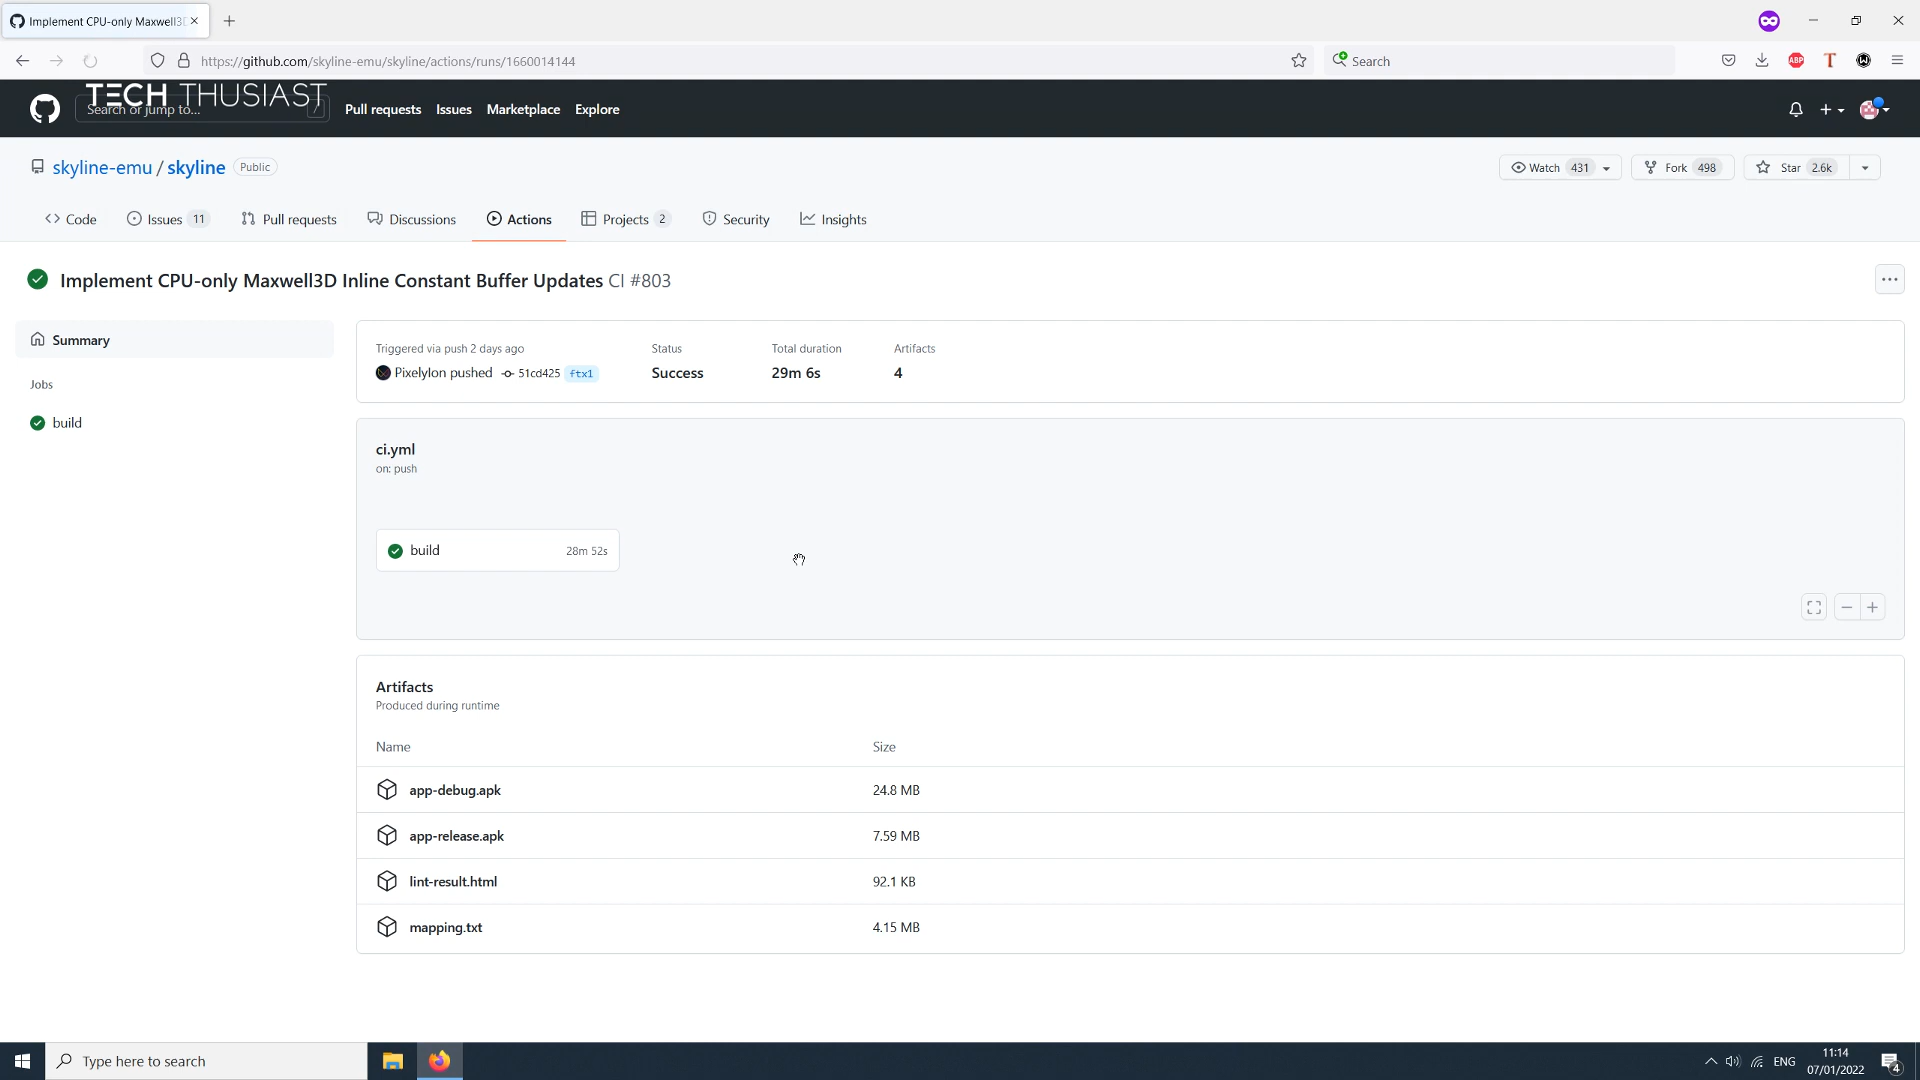 Implement CPU-only Maxwell3D
https://github.com/skyline-emu/skyline/actions/runs/1660014144
Search
ABP
TECH THUSIAST
Search or jump to...
/
Pull requests
Issues
Marketplace
Explore
skyline-emu / skyline
Public
Watch 431
Fork 498
Star 2.6k
Code
Issues 11
Pull requests
Discussions
Actions
Projects 2
Security
Insights
Implement CPU-only Maxwell3D Inline Constant Buffer Updates CI #803
Summary
Jobs
build
Triggered via push 2 days ago
PixelyIon pushed 51cd425 ftx1
Status
Success
Total duration
29m 6s
Artifacts
4
ci.yml
on: push
build 28m 52s
Artifacts
Produced during runtime
Name Size
app-debug.apk 24.8 MB
app-release.apk 7.59 MB
lint-result.html 92.1 KB
mapping.txt 4.15 MB
Type here to search
ENG
11:14
07/01/2022
4